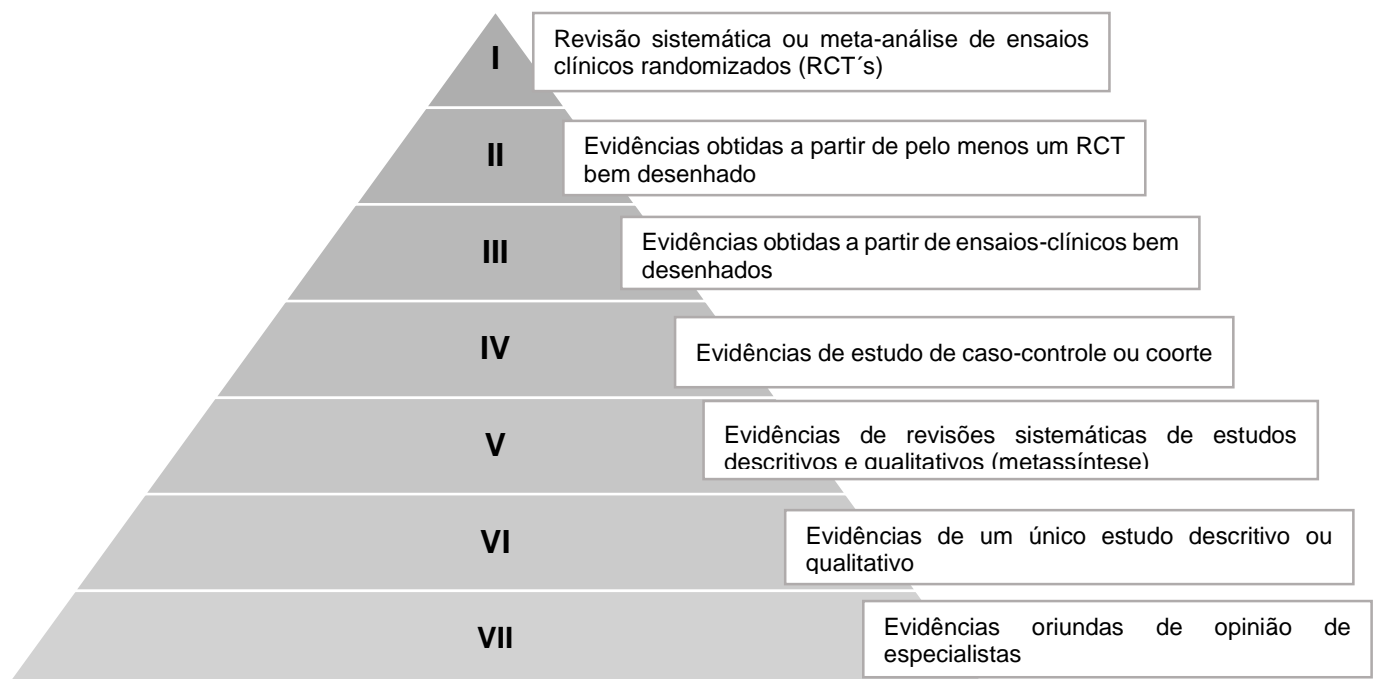 I
Revisão sistemática ou meta-análise de ensaios
clínicos randomizados (RCT´s)
II
Evidências obtidas a partir de pelo menos um RCT
bem desenhado
III
Evidências obtidas a partir de ensaios-clínicos bem
desenhados
IV
Evidências de estudo de caso-controle ou coorte
V
Evidências de revisões sistemáticas de estudos
descritivos e qualitativos (metassíntese)
VI
Evidências de um único estudo descritivo ou
qualitativo
VII
Evidências oriundas de opinião de
especialistas